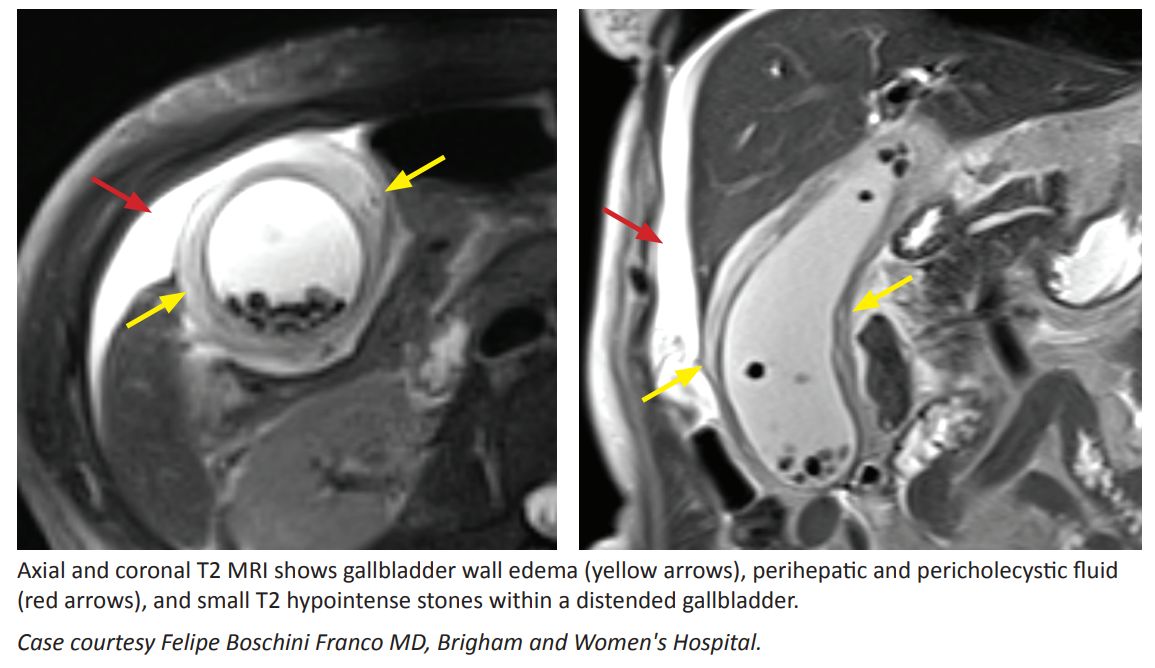 Axial and coronal T2 MRI shows gallbladder wall edema (yellow arrows), perihepatic and pericholecystic fluid
(red arrows), and small T2 hypointense stones within a distended gallbladder.
Case courtesy Felipe Boschini Franco MD, Brigham and Women's Hospital.